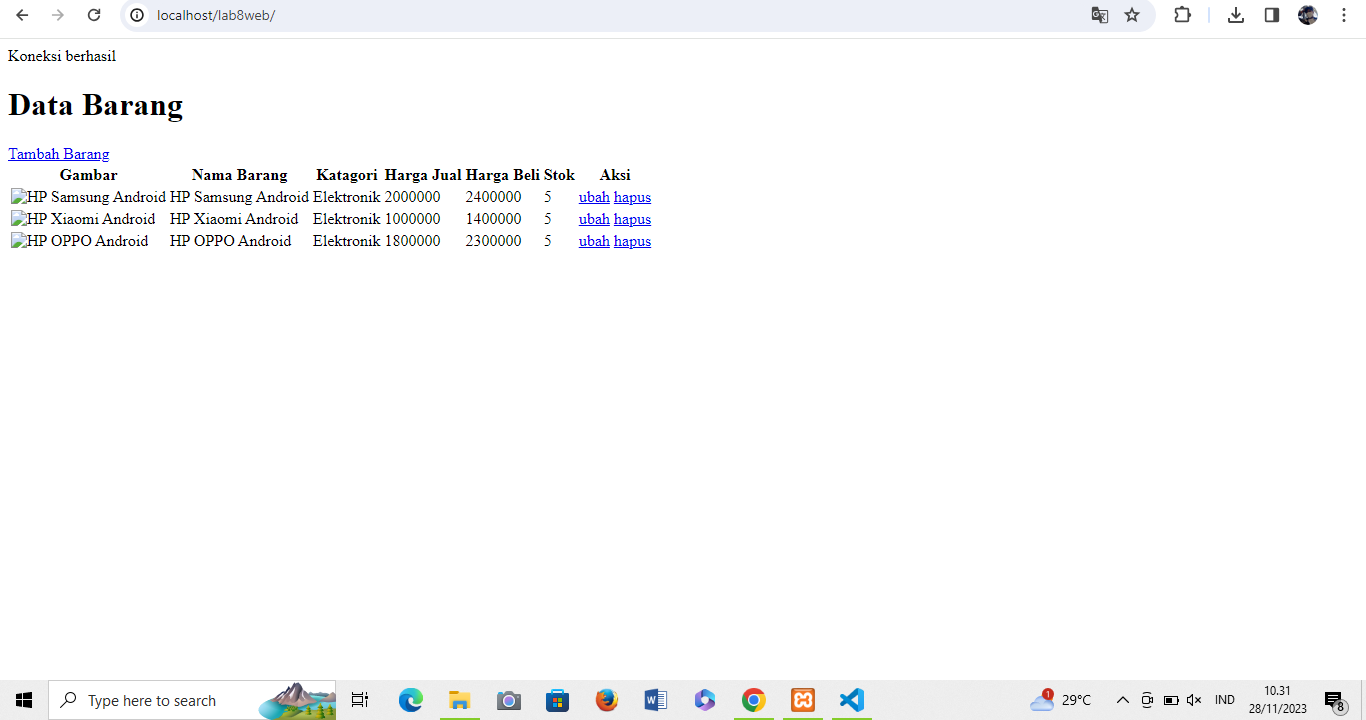 localhost/lab8web/
Koneksi berhasil
Data Barang
Tambah Barang
Gambar Nama Barang Katagori Harga Jual Harga Beli Stok Aksi
HP Samsung Android HP Samsung Android Elektronik 2000000 2400000 5 ubah hapus
HP Xiaomi Android HP Xiaomi Android Elektronik 1000000 1400000 5 ubah hapus
HP OPPO Android HP OPPO Android Elektronik 1800000 2300000 5 ubah hapus
Type here to search 1 29°C IND 10.31
28/11/2023 8